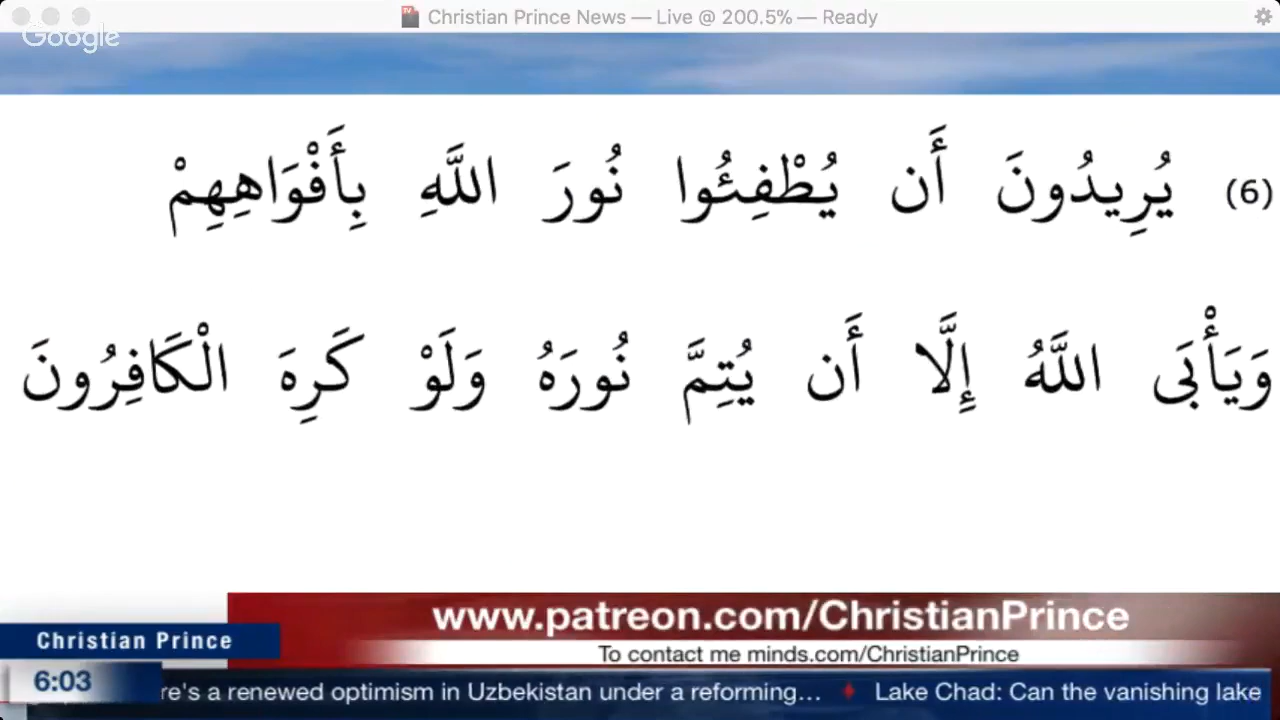 Christian Prince News — Live @ 200.5% — Ready
Google
(6) يُرِيدُونَ أَن يُطْفِئُوا نُورَ اللَّهِ بِأَفْوَاهِهِمْ
وَيَأْبَى اللَّهُ إِلَّا أَن يُتِمَّ نُورَهُ وَلَوْ كَرِهَ الْكَافِرُونَ
www.patreon.com/ChristianPrince
Christian Prince
To contact me minds.com/ChristianPrince
6:03
re's a renewed optimism in Uzbekistan under a reforming... ♦ Lake Chad: Can the vanishing lake